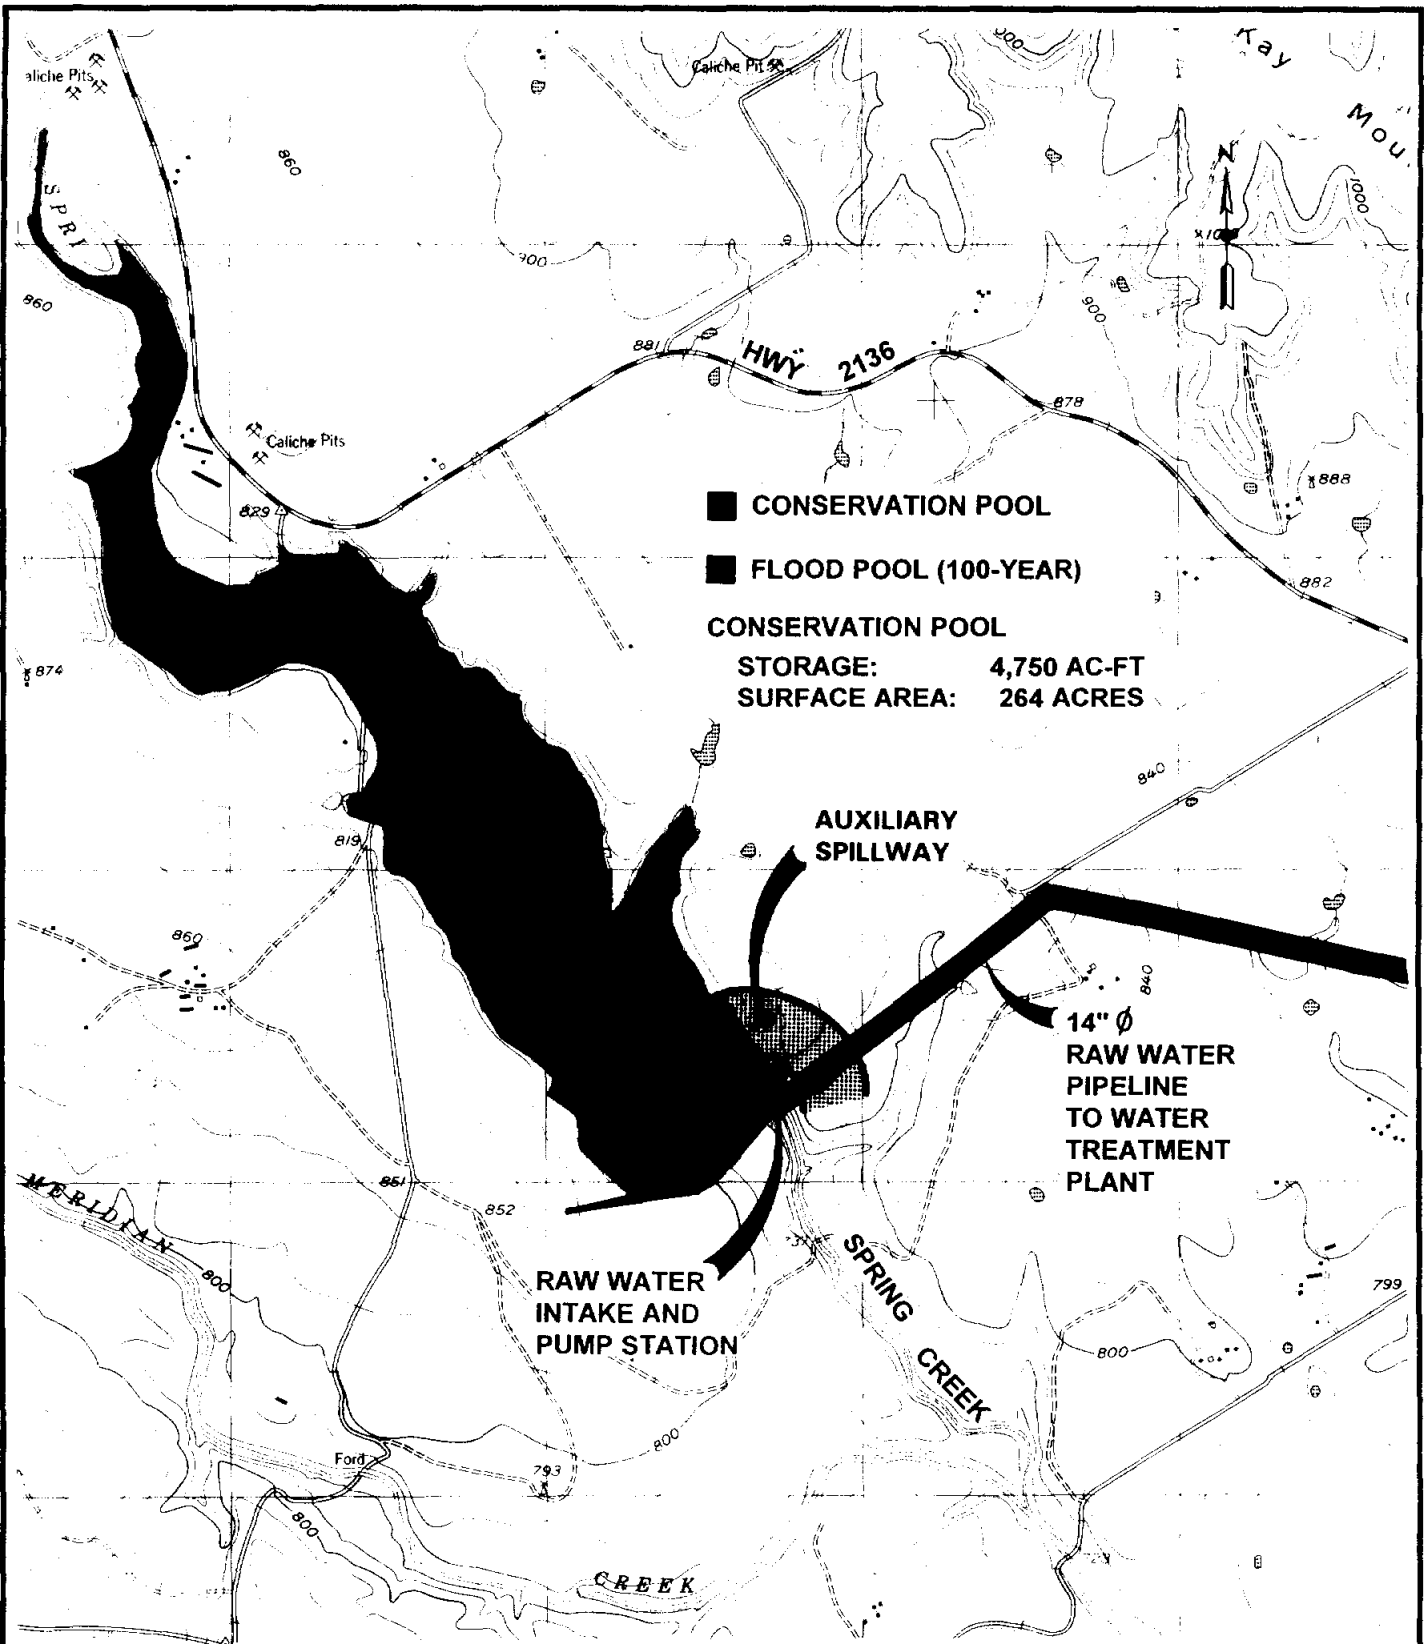 Caliche Pit
Kay
Mou
aliche Pits
N
860
SPRI
1000
900
860
900
881
HWY 2136
878
Caliche Pits
888
829
CONSERVATION POOL
FLOOD POOL (100-YEAR)
882
CONSERVATION POOL
STORAGE: 4,750 AC-FT
SURFACE AREA: 264 ACRES
874
840
AUXILIARY
SPILLWAY
819
860
840
14" Ø
RAW WATER
PIPELINE
TO WATER
TREATMENT
PLANT
MERIDIAN
851
852
800
RAW WATER
INTAKE AND
PUMP STATION
SPRING
CREEK
799
800
800
Ford
793
800
CREEK